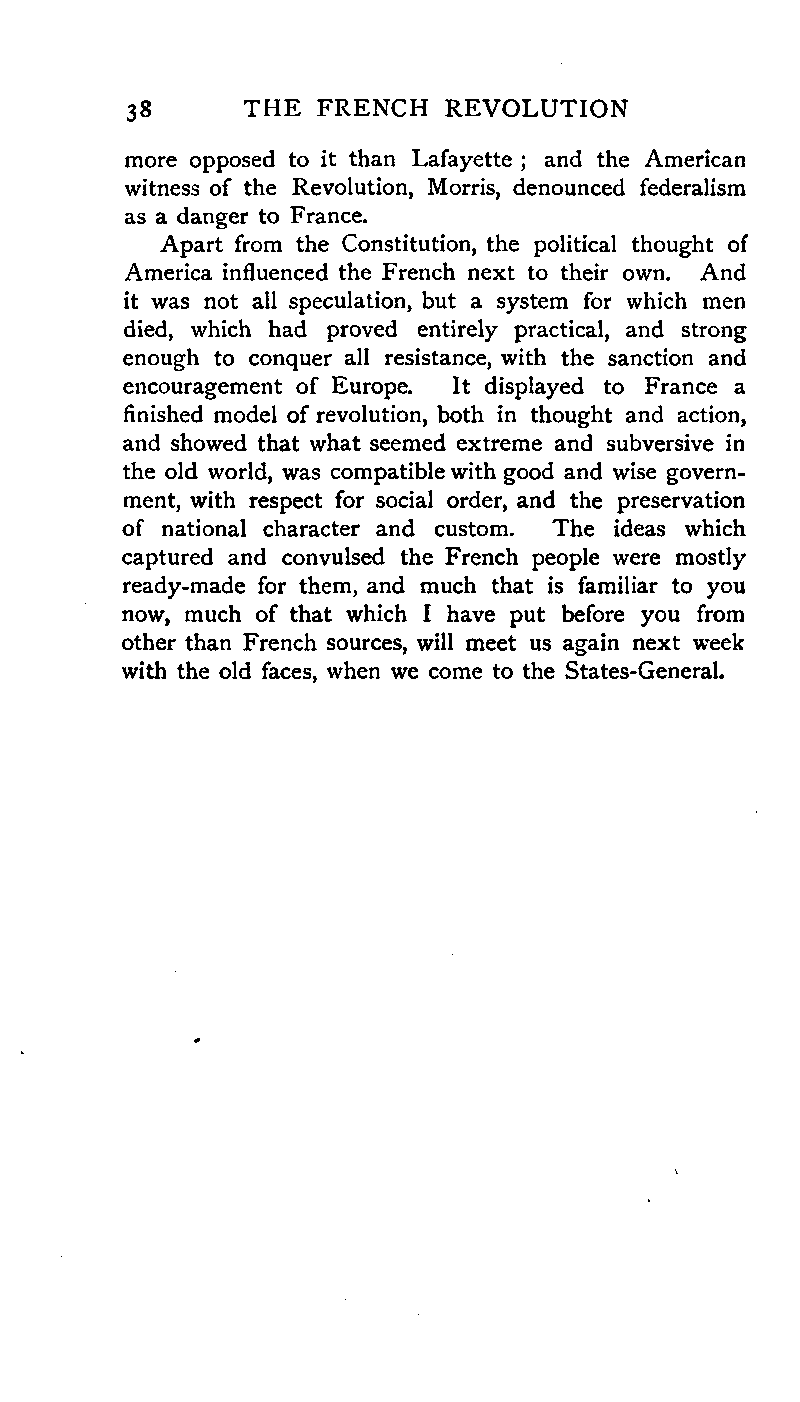 38 THE FRENCH REVOLUTION
more opposed to it than Lafayette ; and the American
witness of the Revolution, Morris, denounced federalism
as a danger to France.
Apart from the Constitution, the political thought of
America influenced the French next to their own. And
it was not all speculation, but a system for which men
died, which had proved entirely practical, and strong
enough to conquer all resistance, with the sanction and
encouragement of Europe. It displayed to France a
finished model of revolution, both in thought and action,
and showed that what seemed extreme and subversive in
the old world, was compatible with good and wise govern-
ment, with respect for social order, and the preservation
of national character and custom. The ideas which
captured and convulsed the French people were mostly
ready-made for them, and much that is familiar to you
now, much of that which I have put before you from
other than French sources, will meet us again next week
with the old faces, when we come to the States-General.